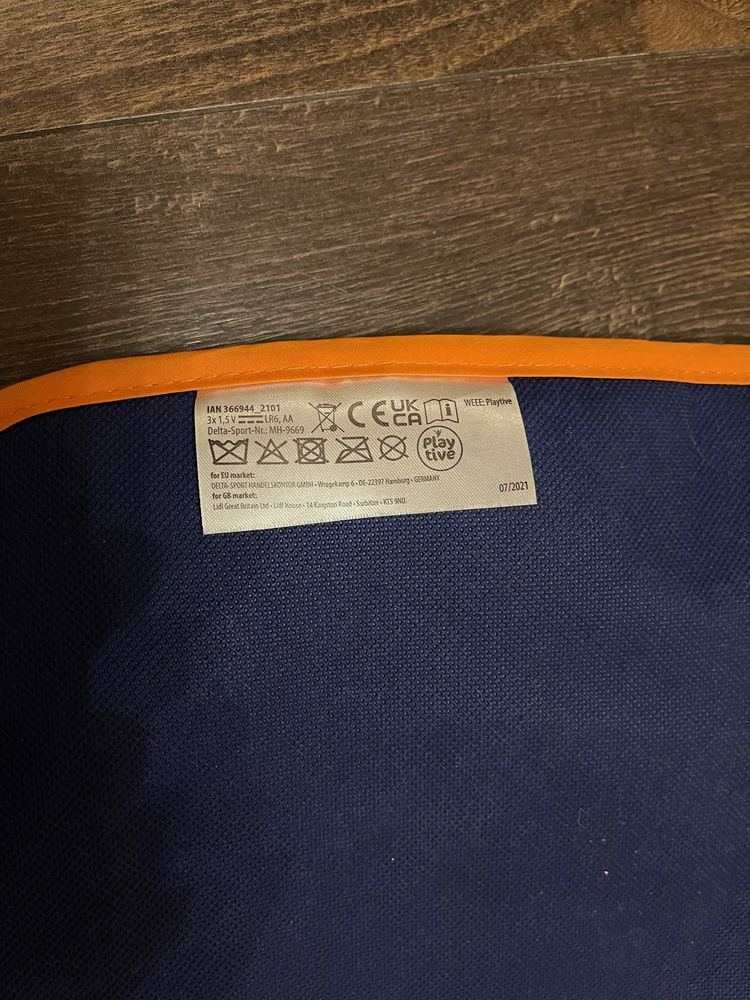 IAN 366944_2101
3x 1,5 V LR6, AA
Delta-Sport-Nr.: MH-9669
CE UK CA i
WEEE: Playtive
Play tive
for EU market:
DELTA-SPORT HANDELSKONTOR GMBH • Wragekamp 6 • DE-22397 Hamburg • GERMANY
for GB market:
Lidl Great Britain Ltd • Lidl House • 14 Kingston Road • Surbiton • KT5 9NU
07/2021